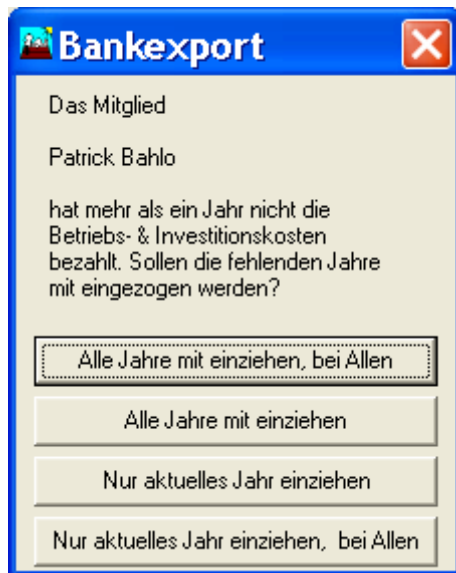 Bankexport
Das Mitglied
Patrick Bahlo
hat mehr als ein Jahr nicht die
Betriebs- & Investitionskosten
bezahlt. Sollen die fehlenden Jahre
mit eingezogen werden?
Alle Jahre mit einziehen, bei Allen
Alle Jahre mit einziehen
Nur aktuelles Jahr einziehen
Nur aktuelles Jahr einziehen,  bei Allen